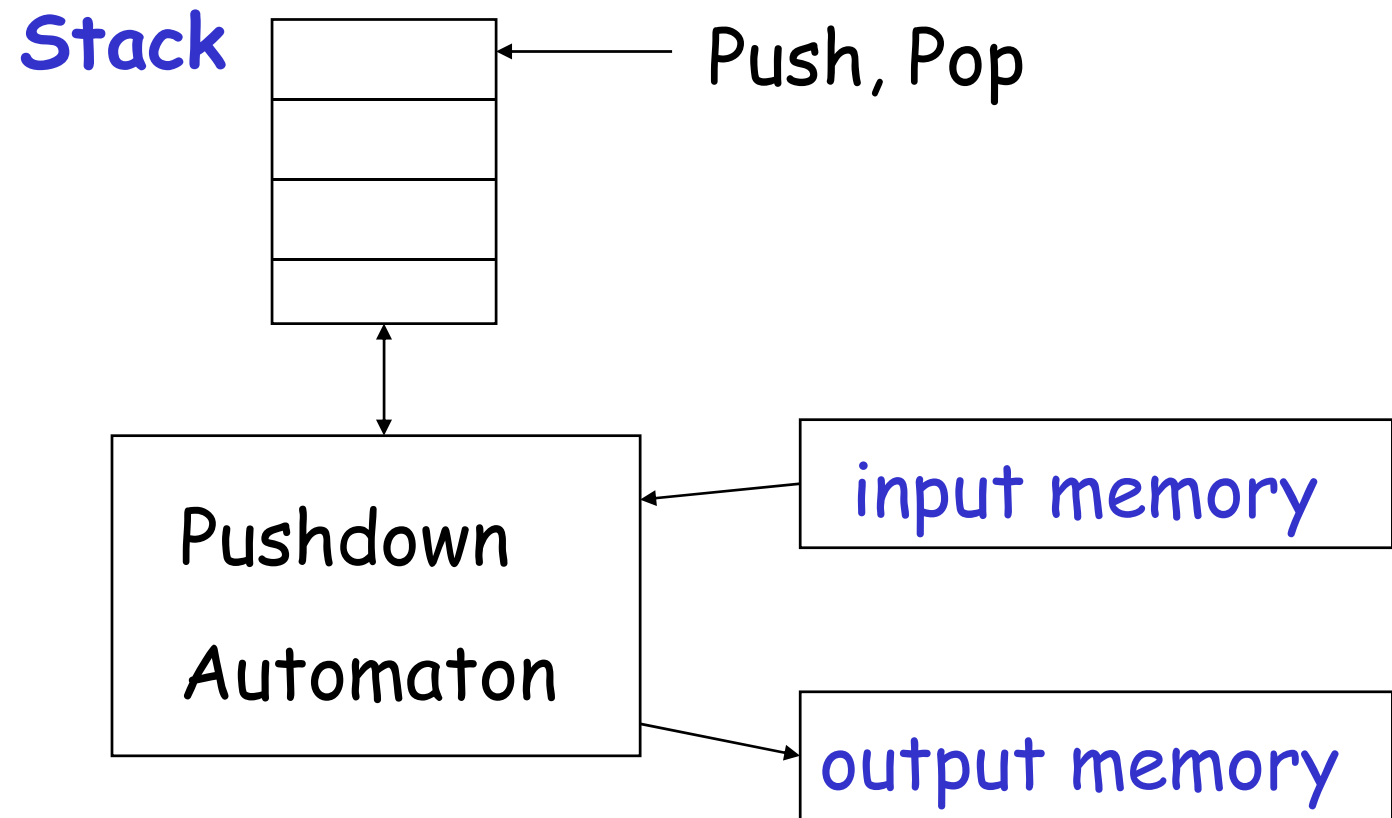 Stack
Push, Pop
input memory
Pushdown
Automaton
output memory